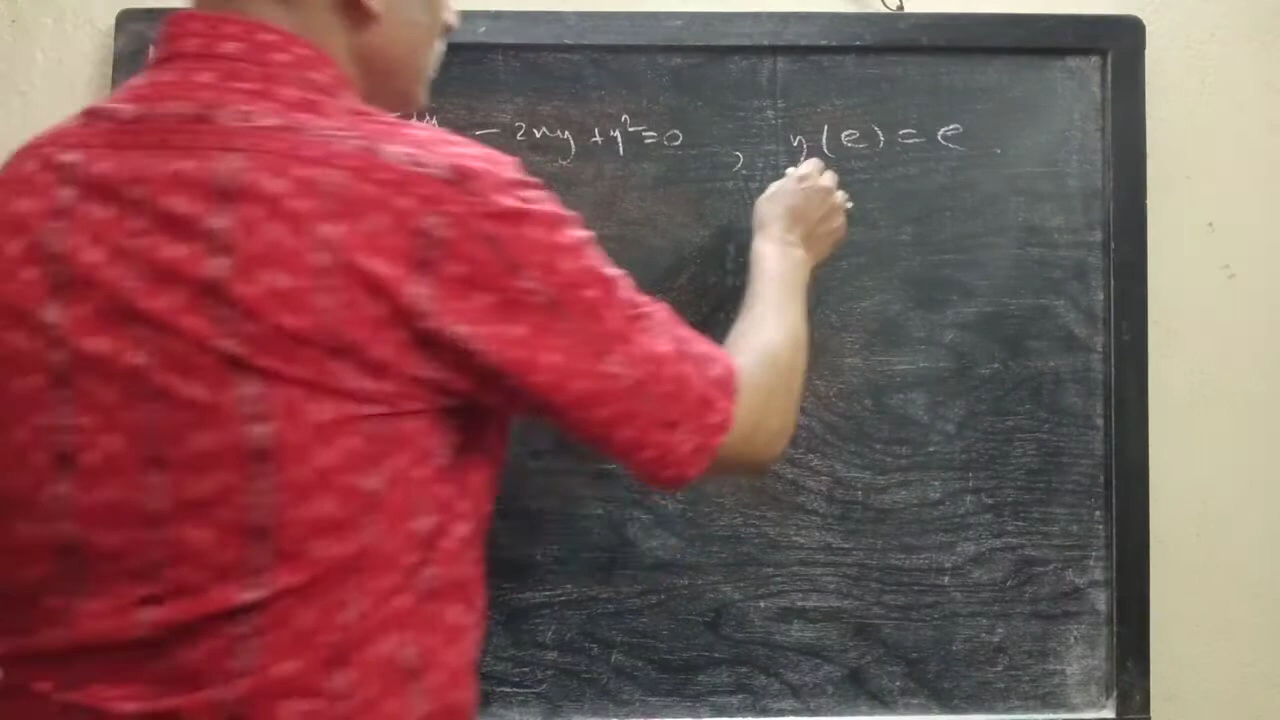 - 2xy + y² = 0 , y(e) = e